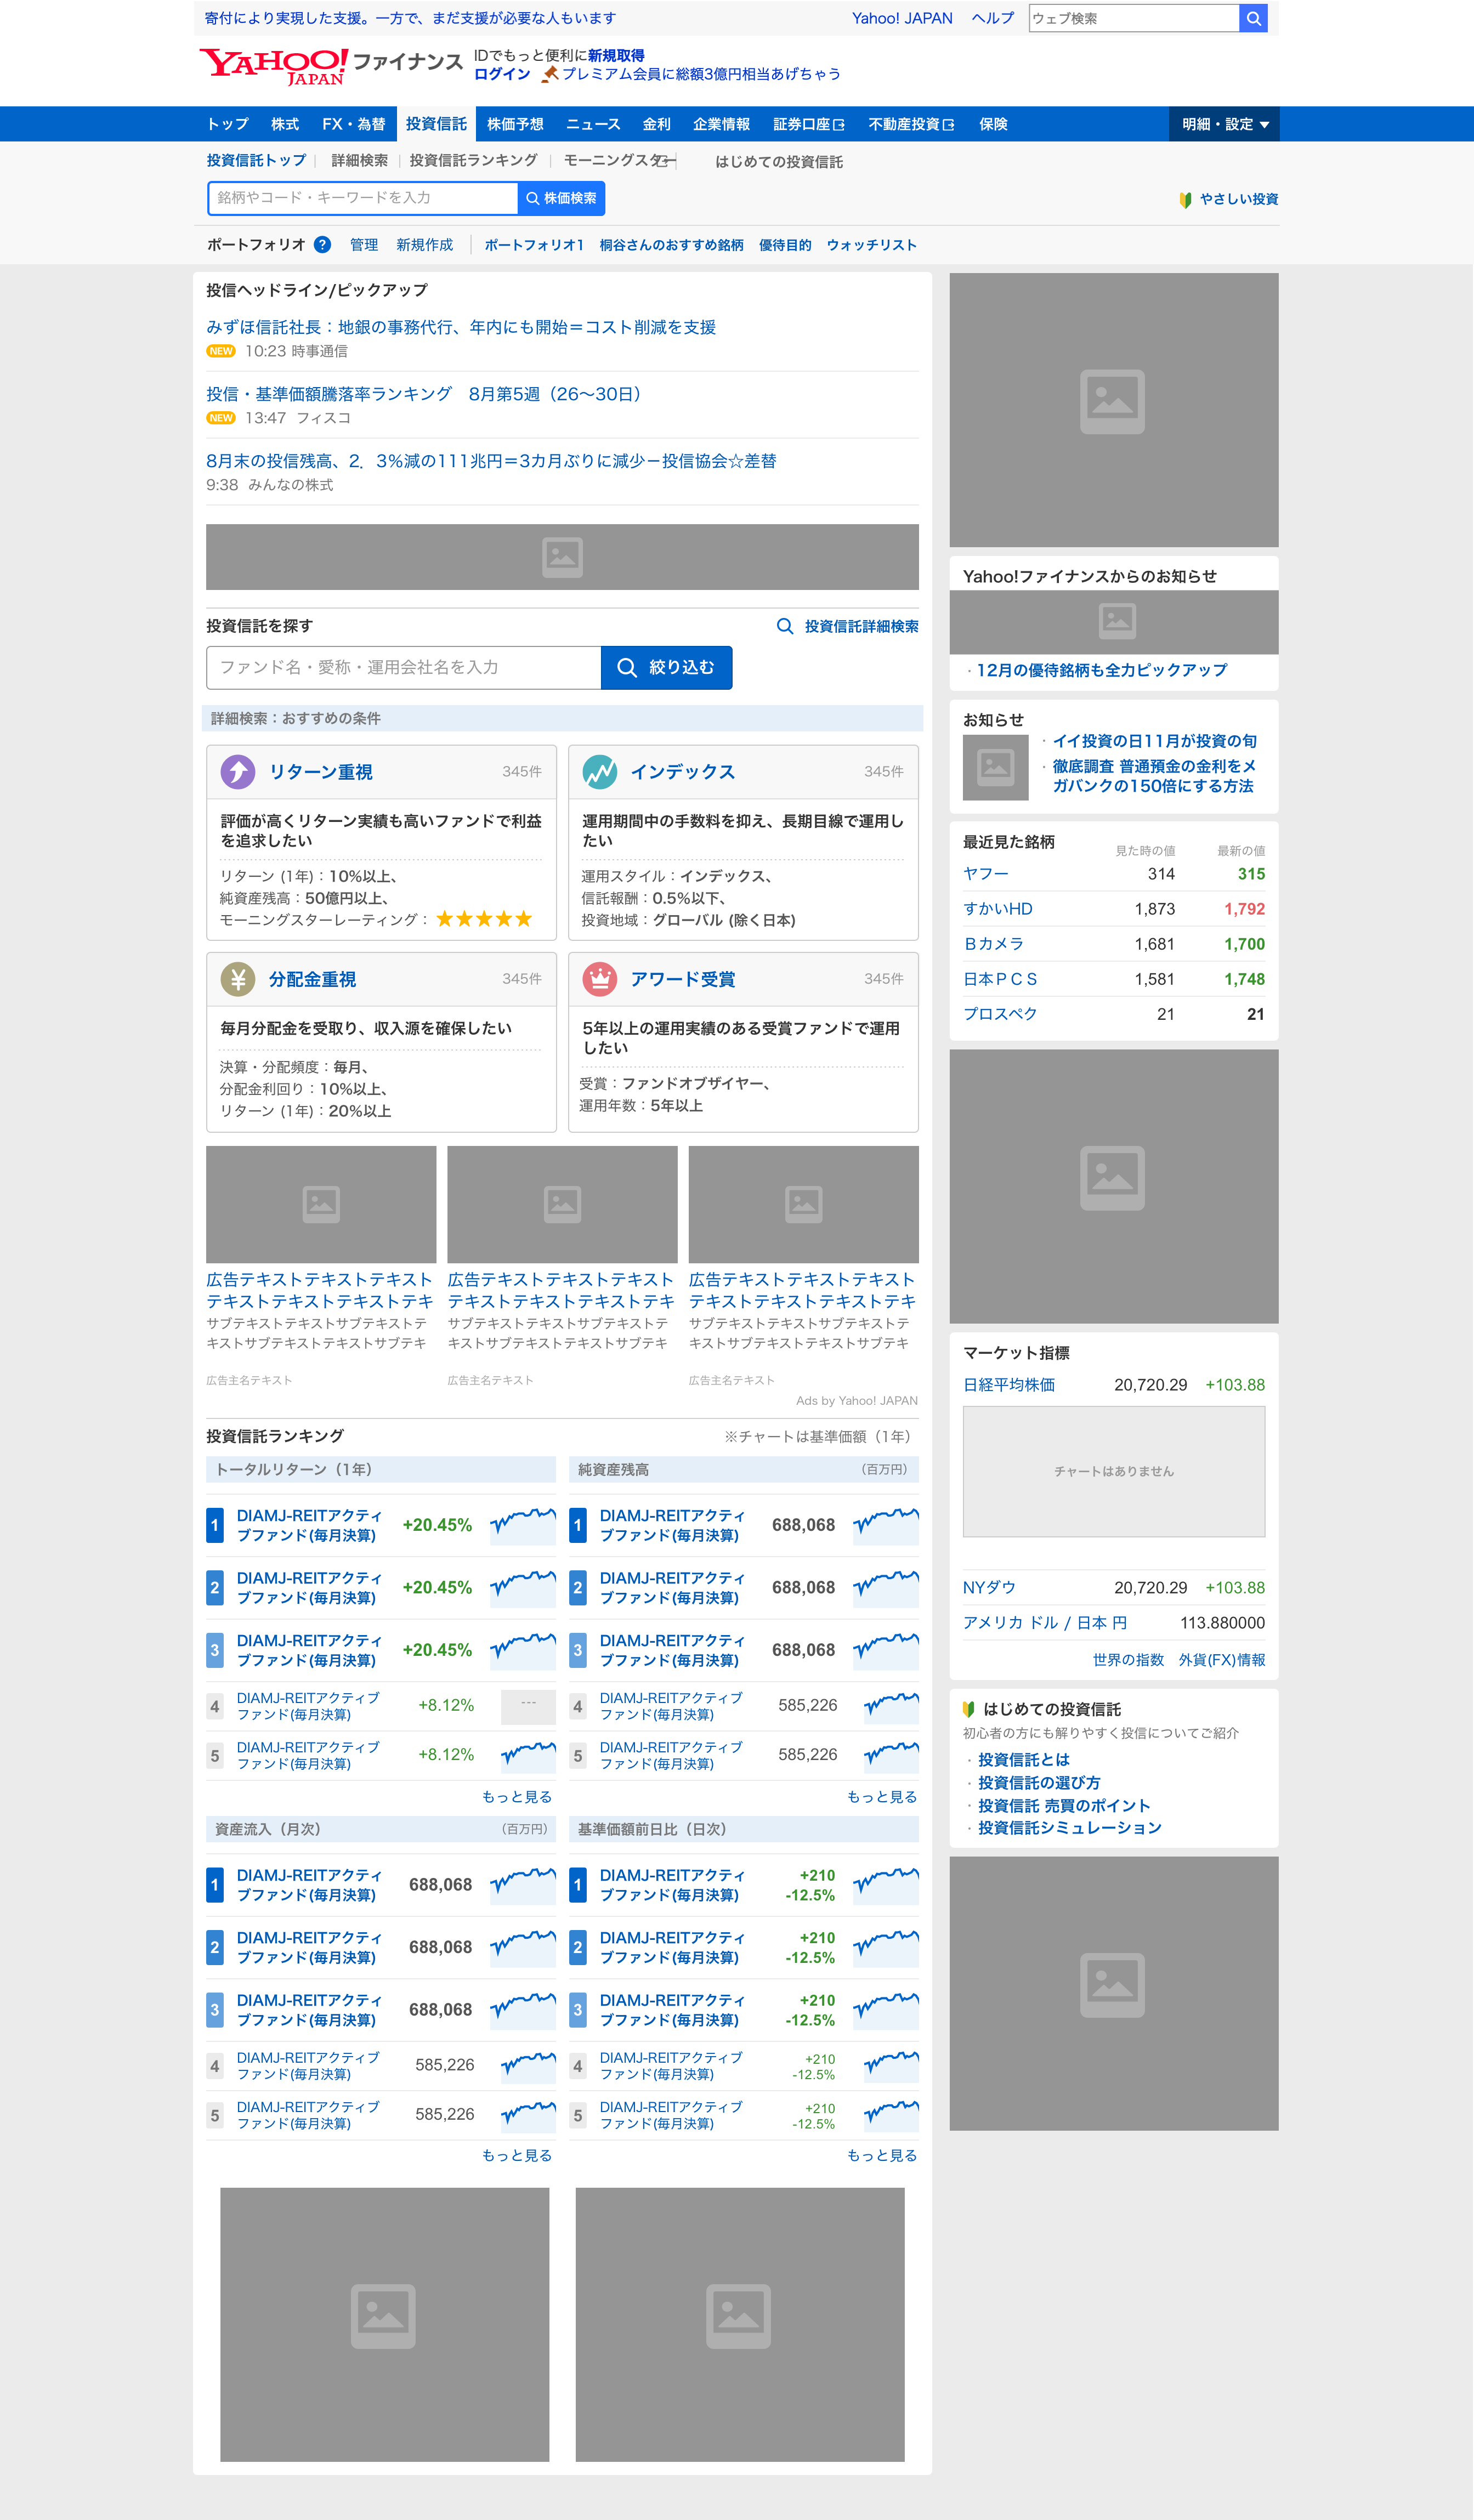 寄付により実現した支援。一方で、まだ支援が必要な人もいます
Yahoo! JAPAN ヘルプ ウェブ検索
YAHOO! JAPAN ファイナンス
IDでもっと便利に新規取得
ログイン プレミアム会員に総額3億円相当あげちゃう
トップ 株式 FX・為替 投資信託 株価予想 ニュース 金利 企業情報 証券口座 不動産投資 保険 明細・設定
投資信託トップ 詳細検索 投資信託ランキング モーニングスター はじめての投資信託
銘柄やコード・キーワードを入力 株価検索 やさしい投資
ポートフォリオ ? 管理 新規作成 ポートフォリオ1 桐谷さんのおすすめ銘柄 優待目的 ウォッチリスト
投信ヘッドライン/ピックアップ
みずほ信託社長：地銀の事務代行、年内にも開始＝コスト削減を支援
NEW 10:23 時事通信
投信・基準価額騰落率ランキング　8月第5週（26〜30日）
NEW 13:47 フィスコ
8月末の投信残高、2．3％減の111兆円＝3カ月ぶりに減少－投信協会☆差替
9:38 みんなの株式
投資信託を探す 投資信託詳細検索
ファンド名・愛称・運用会社名を入力 絞り込む
詳細検索：おすすめの条件
リターン重視 345件
評価が高くリターン実績も高いファンドで利益
を追求したい
リターン (1年)：10%以上、
純資産残高：50億円以上、
モーニングスターレーティング： ★★★★★
インデックス 345件
運用期間中の手数料を抑え、長期目線で運用し
たい
運用スタイル：インデックス、
信託報酬：0.5%以下、
投資地域：グローバル (除く日本)
分配金重視 345件
毎月分配金を受取り、収入源を確保したい
決算・分配頻度：毎月、
分配金利回り：10%以上、
リターン (1年)：20%以上
アワード受賞 345件
5年以上の運用実績のある受賞ファンドで運用
したい
受賞：ファンドオブザイヤー、
運用年数：5年以上
広告テキストテキストテキスト
テキストテキストテキストテキ
サブテキストテキストサブテキストテ
キストサブテキストテキストサブテキ
広告主名テキスト
広告テキストテキストテキスト
テキストテキストテキストテキ
サブテキストテキストサブテキストテ
キストサブテキストテキストサブテキ
広告主名テキスト
広告テキストテキストテキスト
テキストテキストテキストテキ
サブテキストテキストサブテキストテ
キストサブテキストテキストサブテキ
広告主名テキスト
Ads by Yahoo! JAPAN
投資信託ランキング ※チャートは基準価額（1年）
トータルリターン（1年）
1 DIAMJ-REITアクティ
ブファンド(毎月決算) +20.45%
2 DIAMJ-REITアクティ
ブファンド(毎月決算) +20.45%
3 DIAMJ-REITアクティ
ブファンド(毎月決算) +20.45%
4 DIAMJ-REITアクティブ
ファンド(毎月決算) +8.12% ---
5 DIAMJ-REITアクティブ
ファンド(毎月決算) +8.12%
もっと見る
純資産残高 （百万円）
1 DIAMJ-REITアクティ
ブファンド(毎月決算) 688,068
2 DIAMJ-REITアクティ
ブファンド(毎月決算) 688,068
3 DIAMJ-REITアクティ
ブファンド(毎月決算) 688,068
4 DIAMJ-REITアクティブ
ファンド(毎月決算) 585,226
5 DIAMJ-REITアクティブ
ファンド(毎月決算) 585,226
もっと見る
資産流入（月次） （百万円）
1 DIAMJ-REITアクティ
ブファンド(毎月決算) 688,068
2 DIAMJ-REITアクティ
ブファンド(毎月決算) 688,068
3 DIAMJ-REITアクティ
ブファンド(毎月決算) 688,068
4 DIAMJ-REITアクティブ
ファンド(毎月決算) 585,226
5 DIAMJ-REITアクティブ
ファンド(毎月決算) 585,226
もっと見る
基準価額前日比（日次）
1 DIAMJ-REITアクティ +210
ブファンド(毎月決算) -12.5%
2 DIAMJ-REITアクティ +210
ブファンド(毎月決算) -12.5%
3 DIAMJ-REITアクティ +210
ブファンド(毎月決算) -12.5%
4 DIAMJ-REITアクティブ +210
ファンド(毎月決算) -12.5%
5 DIAMJ-REITアクティブ +210
ファンド(毎月決算) -12.5%
もっと見る
Yahoo!ファイナンスからのお知らせ
・12月の優待銘柄も全力ピックアップ
お知らせ
・イイ投資の日11月が投資の旬
・徹底調査 普通預金の金利をメ
ガバンクの150倍にする方法
最近見た銘柄 見た時の値 最新の値
ヤフー 314 315
すかいHD 1,873 1,792
Ｂカメラ 1,681 1,700
日本ＰＣＳ 1,581 1,748
プロスペク 21 21
マーケット指標
日経平均株価 20,720.29 +103.88
チャートはありません
NYダウ 20,720.29 +103.88
アメリカ ドル / 日本 円 113.880000
世界の指数 外貨(FX)情報
はじめての投資信託
初心者の方にも解りやすく投信についてご紹介
・投資信託とは
・投資信託の選び方
・投資信託 売買のポイント
・投資信託シミュレーション